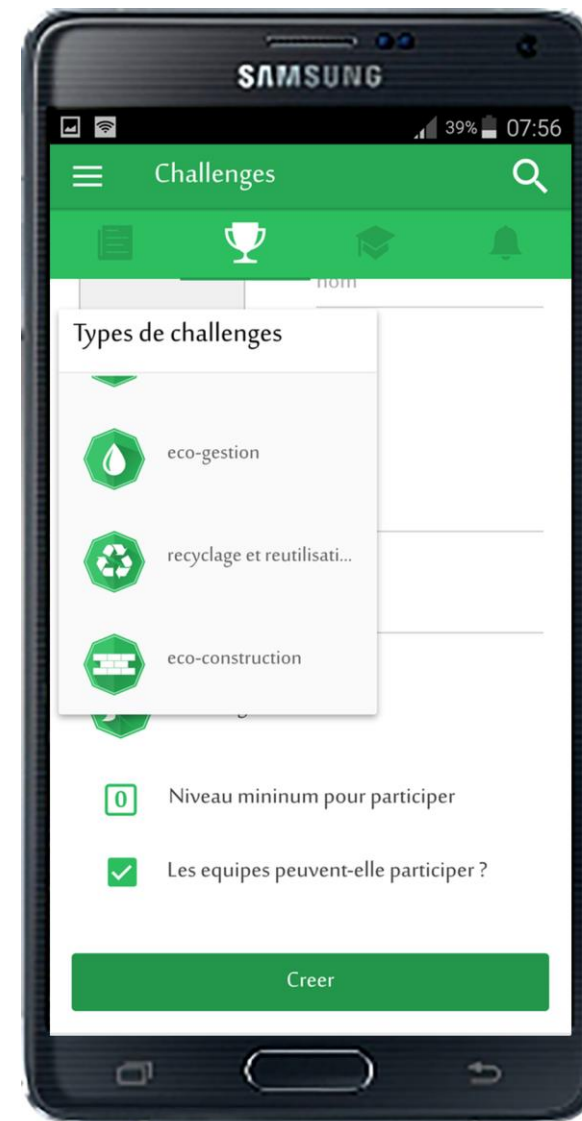 SAMSUNG
39% 07:56
Challenges
nom
Types de challenges
eco-gestion
recyclage et reutilisati...
eco-construction
0 Niveau mininum pour participer
Les equipes peuvent-elle participer ?
Creer